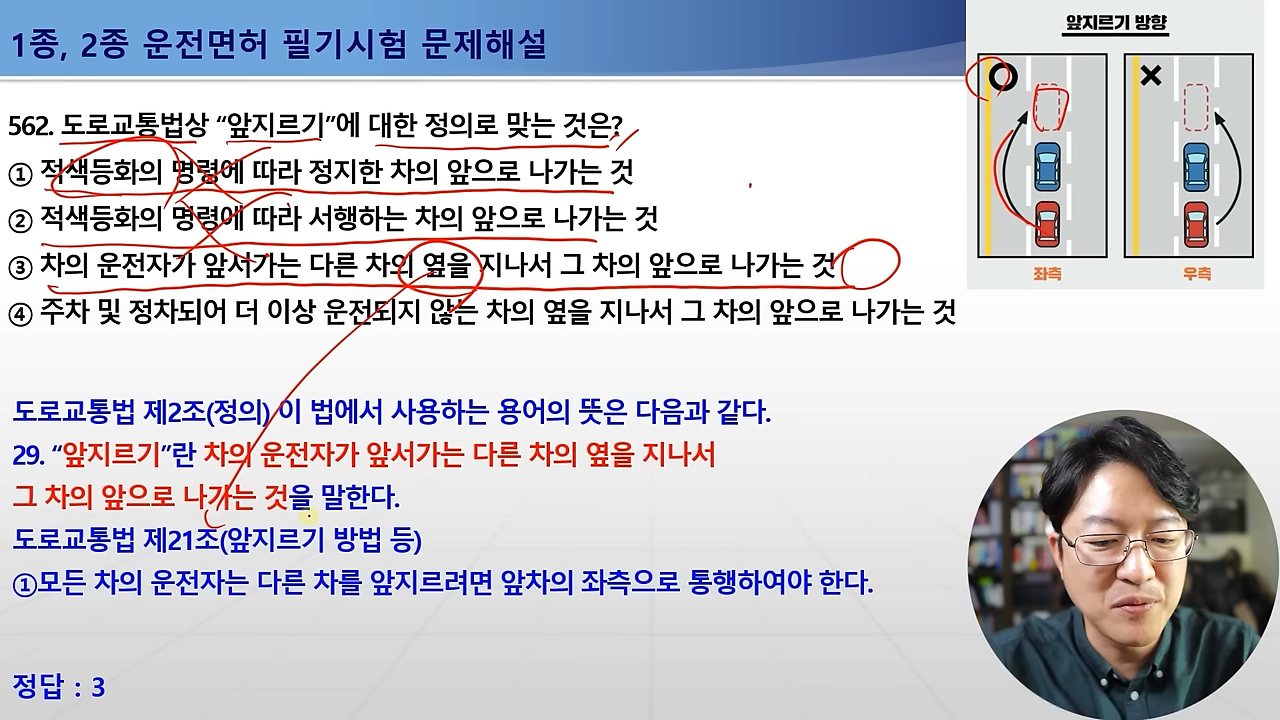 1종, 2종 운전면허 필기시험 문제해설
562. 도로교통법상 “앞지르기”에 대한 정의로 맞는 것은?
① 적색등화의 명령에 따라 정지한 차의 앞으로 나가는 것
② 적색등화의 명령에 따라 서행하는 차의 앞으로 나가는 것
③ 차의 운전자가 앞서가는 다른 차의 옆을 지나서 그 차의 앞으로 나가는 것
④ 주차 및 정차되어 더 이상 운전되지 않는 차의 옆을 지나서 그 차의 앞으로 나가는 것
도로교통법 제2조(정의) 이 법에서 사용하는 용어의 뜻은 다음과 같다.
29. “앞지르기”란 차의 운전자가 앞서가는 다른 차의 옆을 지나서
그 차의 앞으로 나가는 것을 말한다.
도로교통법 제21조(앞지르기 방법 등)
①모든 차의 운전자는 다른 차를 앞지르려면 앞차의 좌측으로 통행하여야 한다.
정답 : 3
앞지르기 방향
좌측
우측